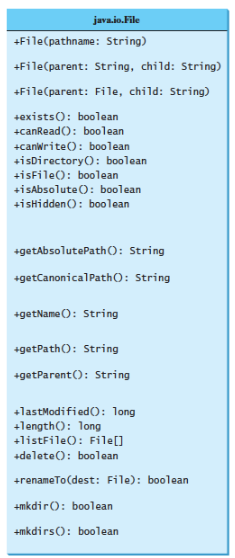 java.io.File
+File(pathname: String)
+File(parent: String, child: String)
+File(parent: File, child: String)
+exists(): boolean
+canRead(): boolean
+canWrite(): boolean
+isDirectory(): boolean
+isFile(): boolean
+isAbsolute(): boolean
+isHidden(): boolean
+getAbsolutePath(): String
+getCanonicalPath(): String
+getName(): String
+getPath(): String
+getParent(): String
+lastModified(): long
+length(): long
+listFile(): File[]
+delete(): boolean
+renameTo(dest: File): boolean
+mkdir(): boolean
+mkdirs(): boolean